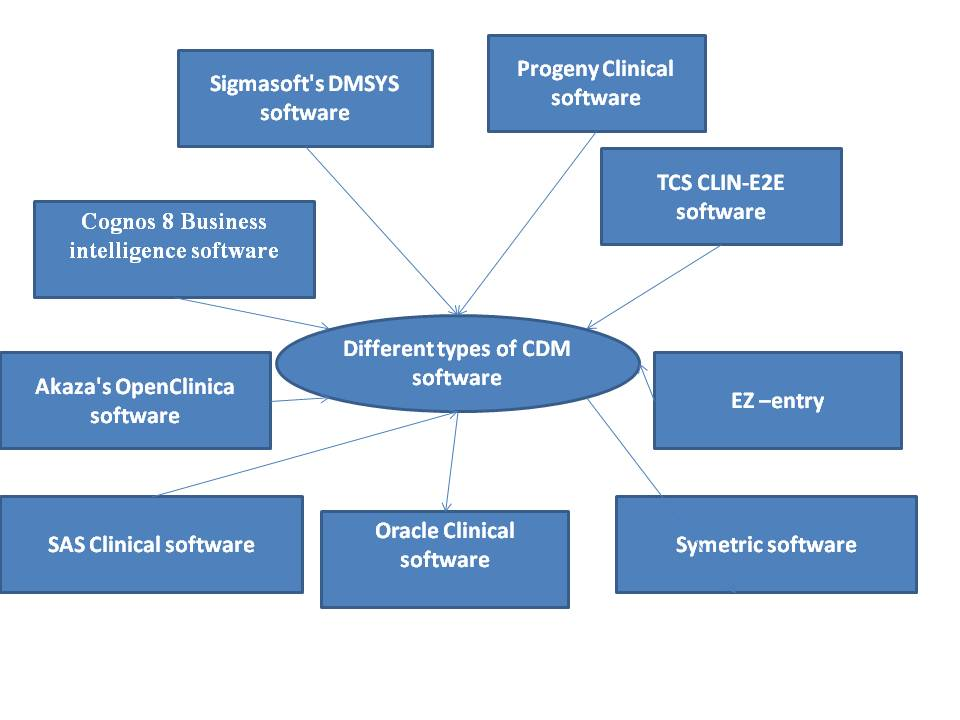 Sigmasoft's DMSYS
software
Progeny Clinical
software
TCS CLIN-E2E
software
Cognos 8 Business
intelligence software
Different types of CDM
software
Akaza's OpenClinica
software
EZ –entry
SAS Clinical software
Oracle Clinical
software
Symetric software